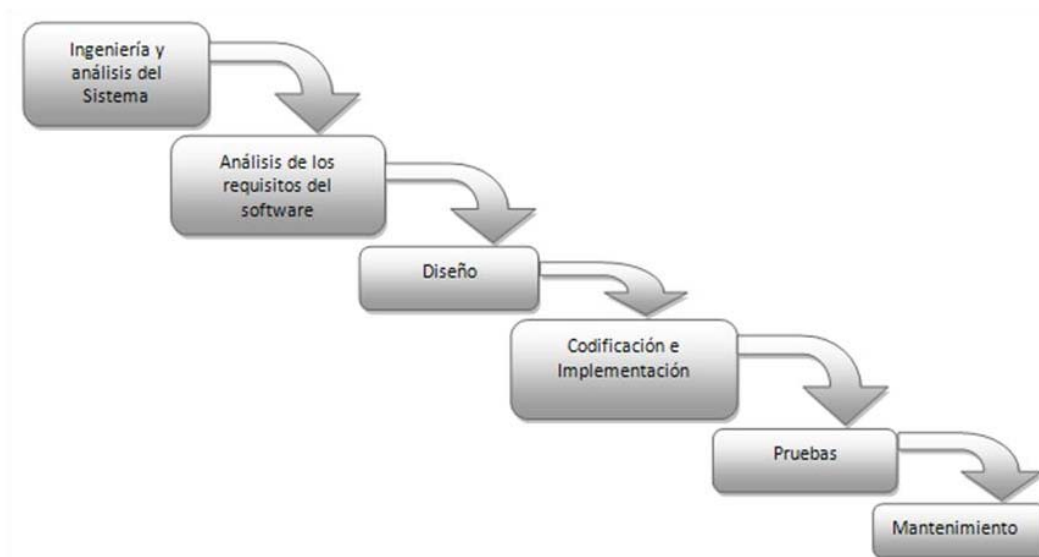 Ingeniería y
análisis del
Sistema
Análisis de los
requisitos del
software
Diseño
Codificación e
Implementación
Pruebas
Mantenimiento